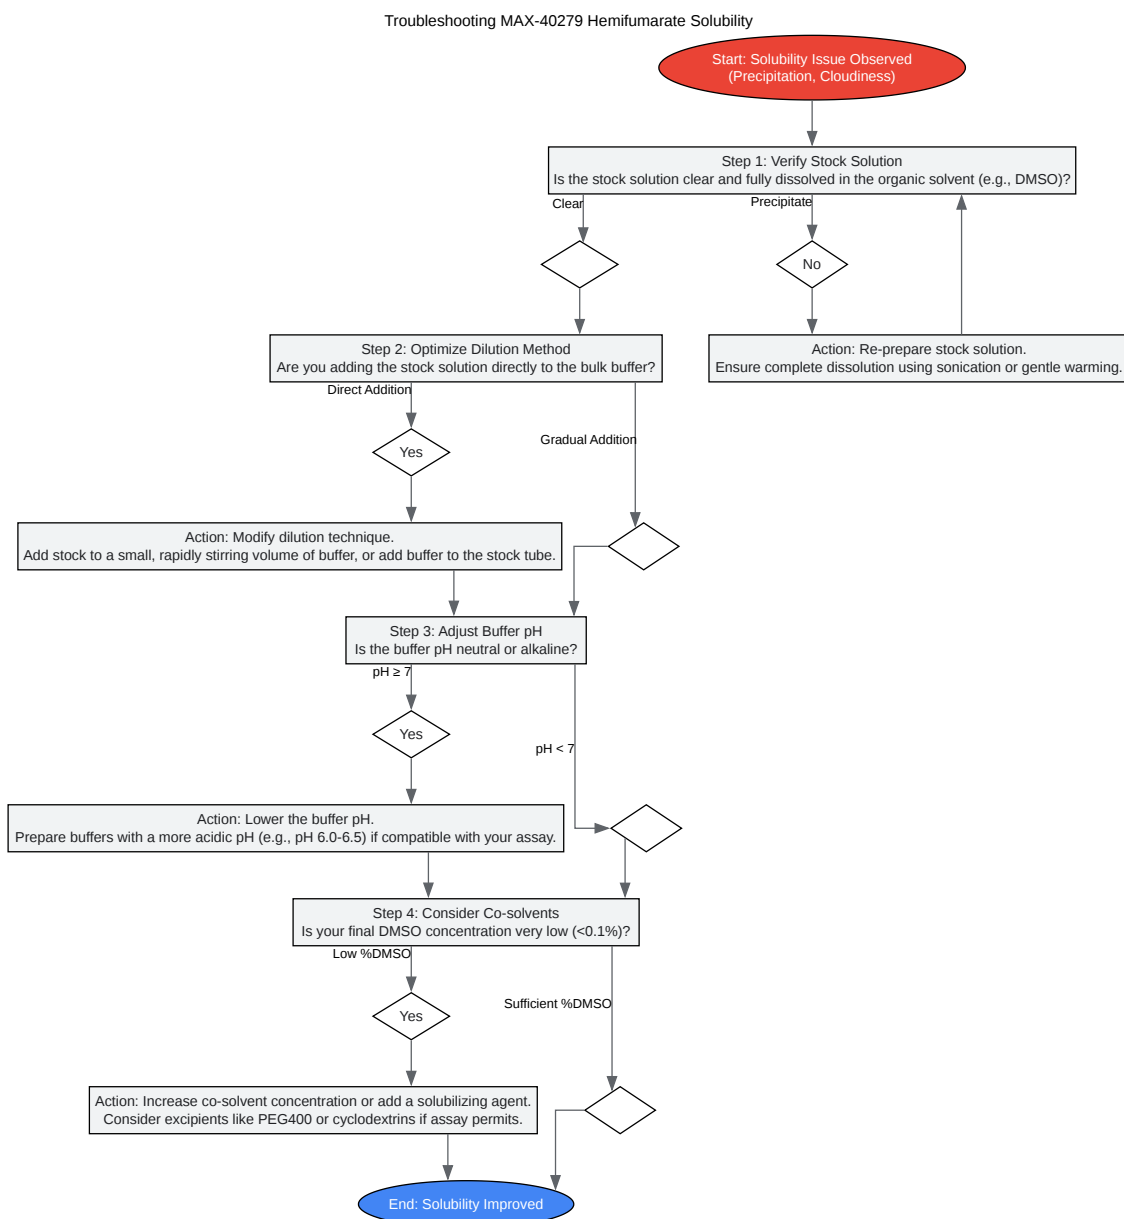 Troubleshooting MAX-40279 Hemifumarate Solubility
Start: Solubility Issue Observed
(Precipitation, Cloudiness)
Step 1: Verify Stock Solution
Is the stock solution clear and fully dissolved in the organic solvent (e.g., DMSO)?
Clear
Precipitate
No
Step 2: Optimize Dilution Method
Are you adding the stock solution directly to the bulk buffer?
Action: Re-prepare stock solution.
Ensure complete dissolution using sonication or gentle warming.
Direct Addition
Gradual Addition
Yes
Action: Modify dilution technique.
Add stock to a small, rapidly stirring volume of buffer, or add buffer to the stock tube.
Step 3: Adjust Buffer pH
Is the buffer pH neutral or alkaline?
pH ≥ 7
Yes
pH < 7
Action: Lower the buffer pH.
Prepare buffers with a more acidic pH (e.g., pH 6.0-6.5) if compatible with your assay.
Step 4: Consider Co-solvents
Is your final DMSO concentration very low (<0.1%)?
Low %DMSO
Sufficient %DMSO
Yes
Action: Increase co-solvent concentration or add a solubilizing agent.
Consider excipients like PEG400 or cyclodextrins if assay permits.
End: Solubility Improved